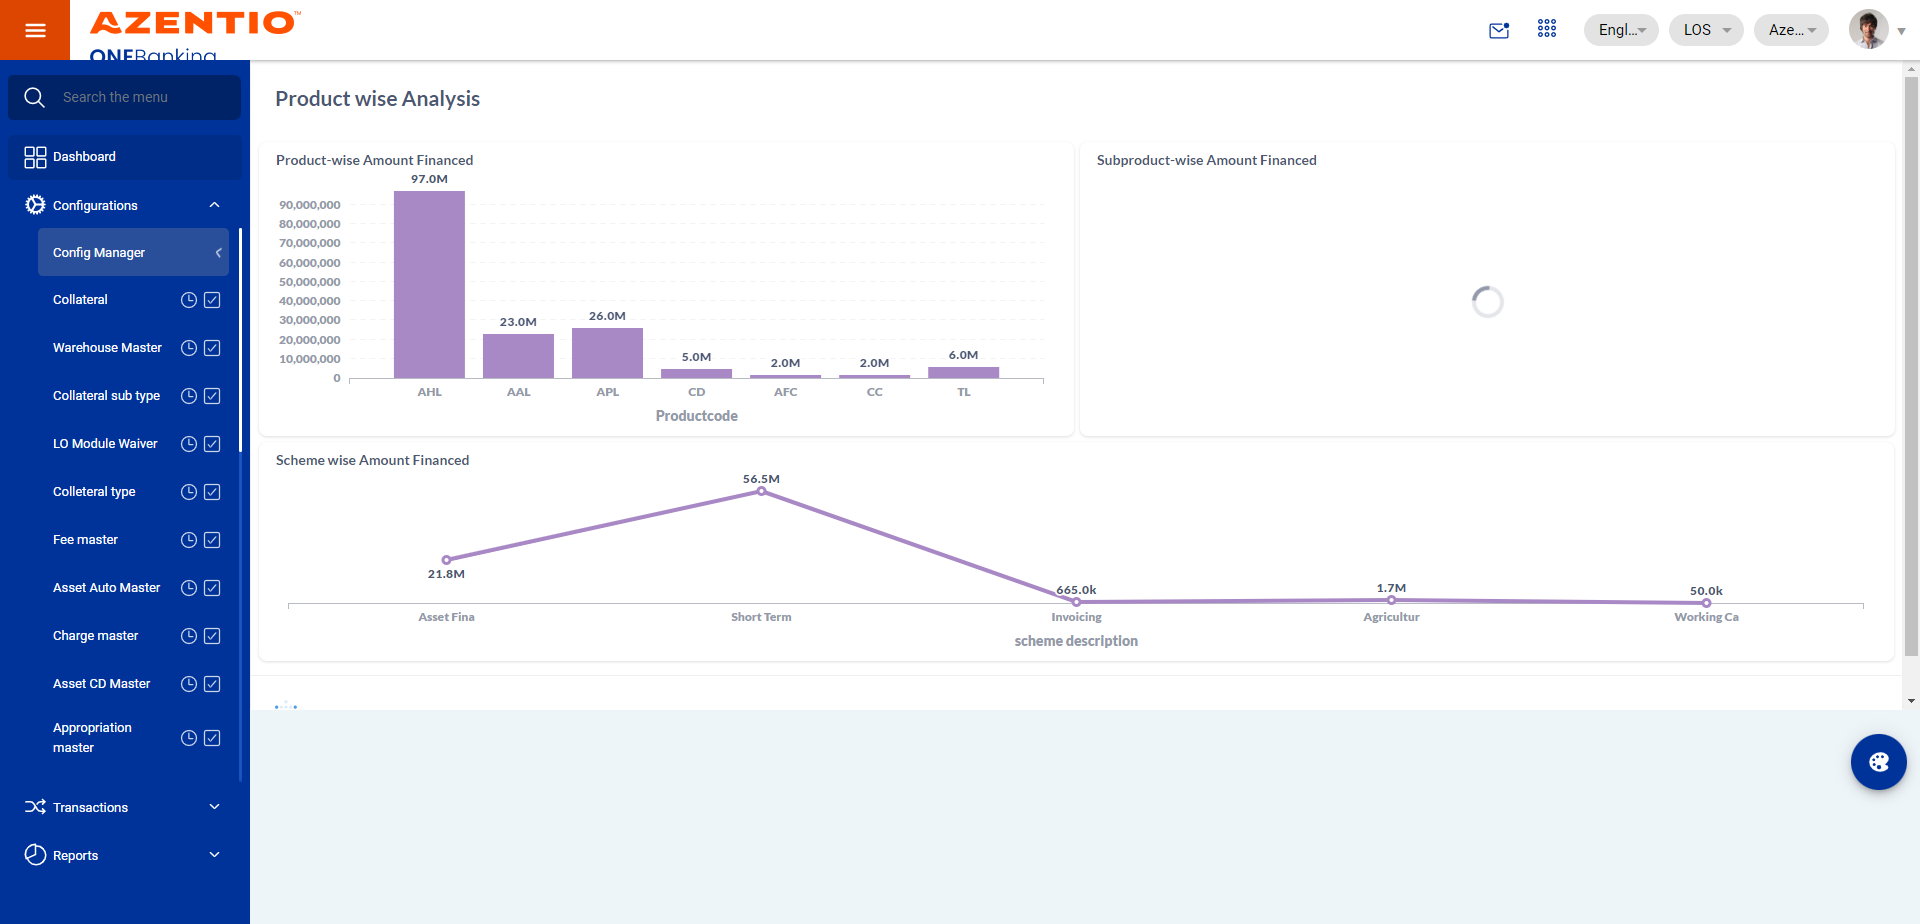 AZENTIO™
ONEBanking
Engl...
LOS
Aze...
Search the menu
Dashboard
Configurations
Config Manager
Collateral
Warehouse Master
Collateral sub type
LO Module Waiver
Colleteral type
Fee master
Asset Auto Master
Charge master
Asset CD Master
Appropriation
master
Transactions
Reports
Product wise Analysis
Product-wise Amount Financed
97.0M
90,000,000
80,000,000
70,000,000
60,000,000
50,000,000
40,000,000
30,000,000
20,000,000
10,000,000
0
23.0M
26.0M
5.0M
2.0M
2.0M
6.0M
AHL
AAL
APL
CD
AFC
CC
TL
Productcode
Subproduct-wise Amount Financed
Scheme wise Amount Financed
56.5M
21.8M
665.0k
1.7M
50.0k
Asset Fina
Short Term
Invoicing
Agricultur
Working Ca
scheme description